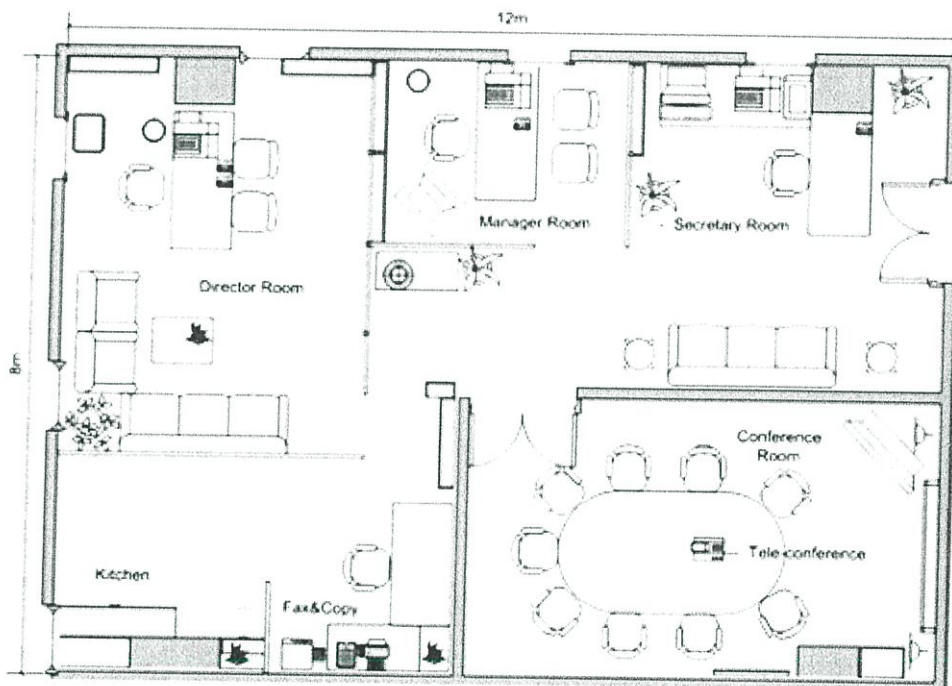 12m
8m
Manager Room
Secretary Room
Director Room
Conference
Room
Tele-conference
Kitchen
Fax&Copy